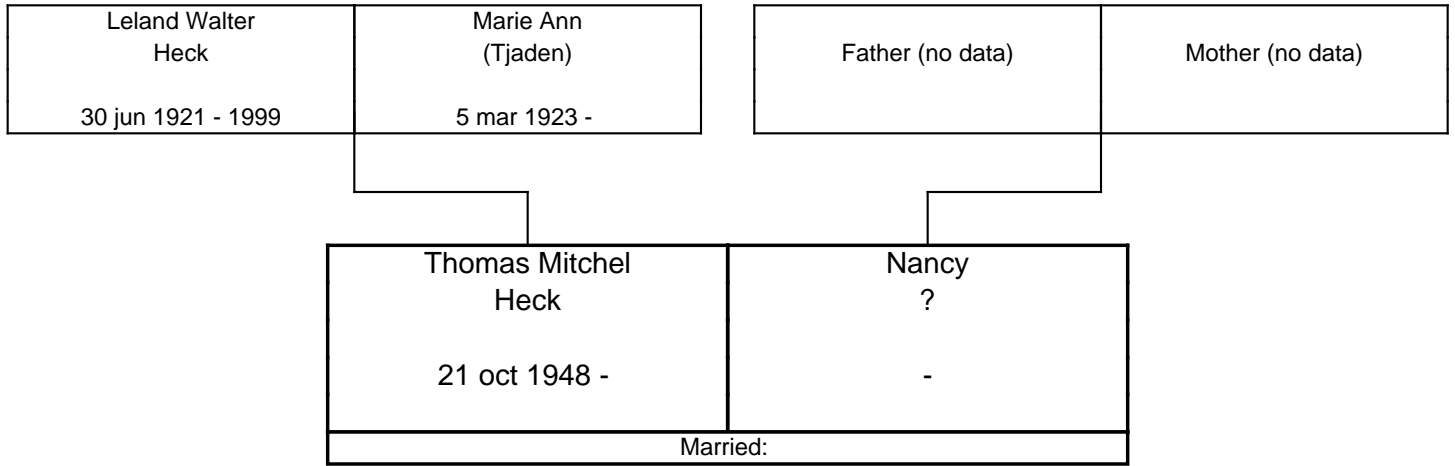 Leland Walter
Heck
30 jun 1921 - 1999
Marie Ann
(Tjaden)
5 mar 1923 -
Father (no data)
Mother (no data)
Thomas Mitchel
Heck
21 oct 1948 -
Nancy
?
-
Married: